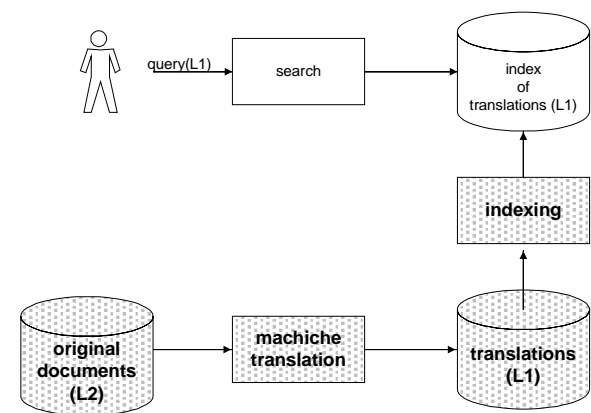 query(L1)
search
index
of
translations (L1)
indexing
original
documents
(L2)
machiche
translation
translations
(L1)